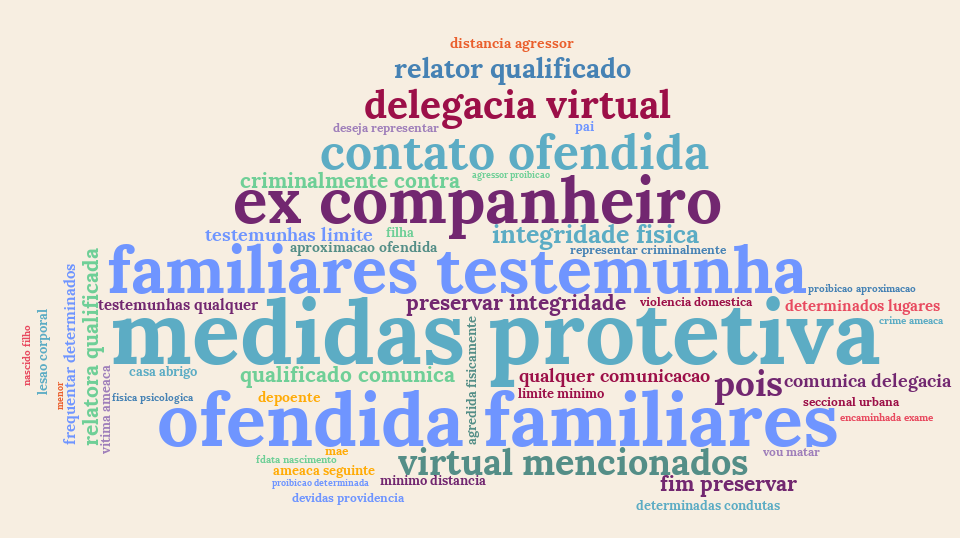 distancia agressor
relator qualificado
delegacia virtual
deseja representar
pai
contato ofendida
criminalmente contra
agressor proibicao
ex companheiro
testemunhas limite
filha
integridade fisica
aproximacao ofendida
representar criminalmente
familiares testemunha
proibicao aproximacao
testemunhas qualquer
preservar integridade
violencia domestica
determinados lugares
medidas protetiva
crime ameaca
nascido filho
lesao corporal
menor
frequentar determinados
relatora qualificada
vitima ameaca
casa abrigo
qualificado comunica
agredida fisicamente
qualquer comunicacao
pois
comunica delegacia
fisica psicologica
depoente
limite minimo
seccional urbana
ofendida familiares
encaminhada exame
mae
fdata nascimento
virtual mencionados
vou matar
ameaca seguinte
proibicao determinada
minimo distancia
fim preservar
devidas providencia
determinadas condutas